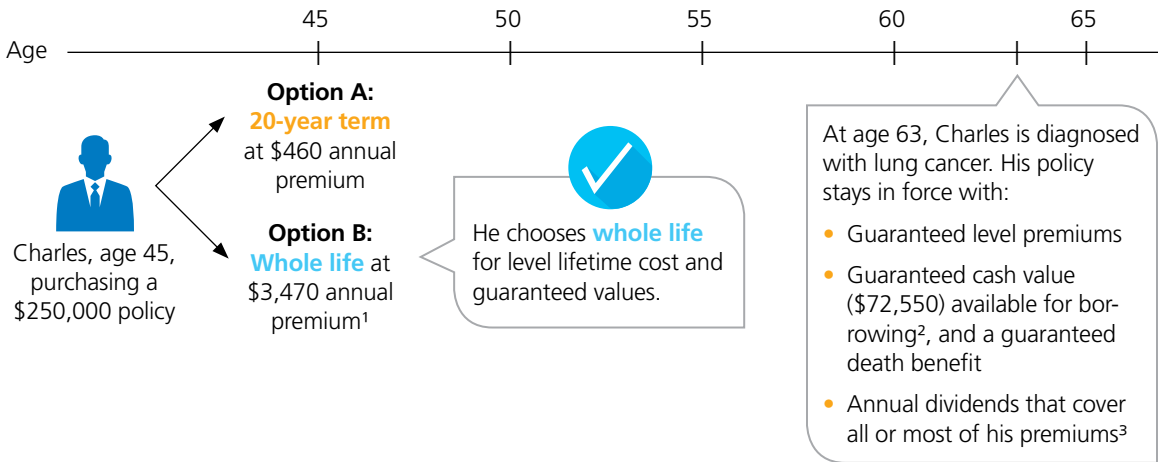 45
50
55
60
65
Age
Charles, age 45,
purchasing a
$250,000 policy
Option A:
20-year term
at $460 annual
premium
Option B:
Whole life at
$3,470 annual
premium¹
He chooses whole life
for level lifetime cost and
guaranteed values.
At age 63, Charles is diagnosed
with lung cancer. His policy
stays in force with:
• Guaranteed level premiums
• Guaranteed cash value
($72,550) available for bor-
rowing², and a guaranteed
death benefit
• Annual dividends that cover
all or most of his premiums³